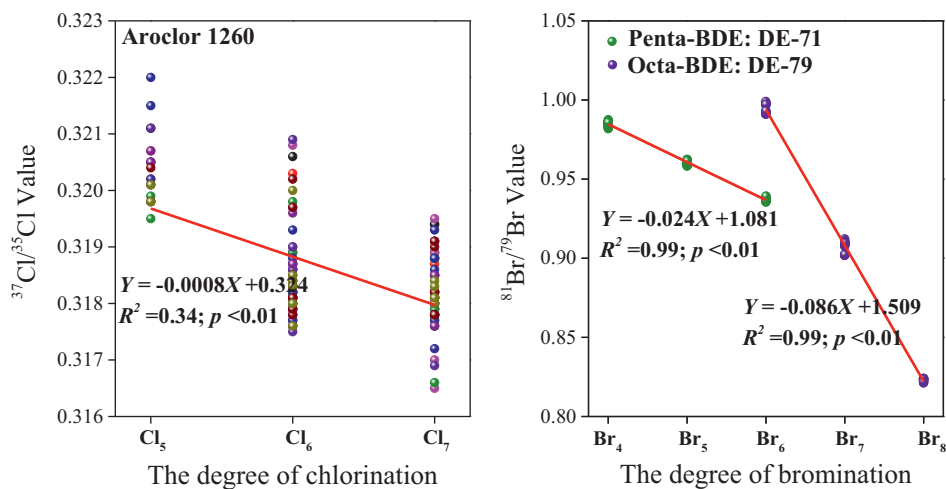 Aroclor 1260
0.323
0.322
0.321
0.320
0.319
0.318
0.317
0.316
³⁷Cl/³⁵Cl Value
Y = -0.0008X +0.324
R² =0.34; p <0.01
Cl₅
Cl₆
Cl₇
The degree of chlorination
Penta-BDE: DE-71
Octa-BDE: DE-79
1.05
1.00
0.95
0.90
0.85
0.80
⁸¹Br/⁷⁹Br Value
Y = -0.024X +1.081
R² =0.99; p <0.01
Y = -0.086X +1.509
R² =0.99; p <0.01
Br₄
Br₅
Br₆
Br₇
Br₈
The degree of bromination